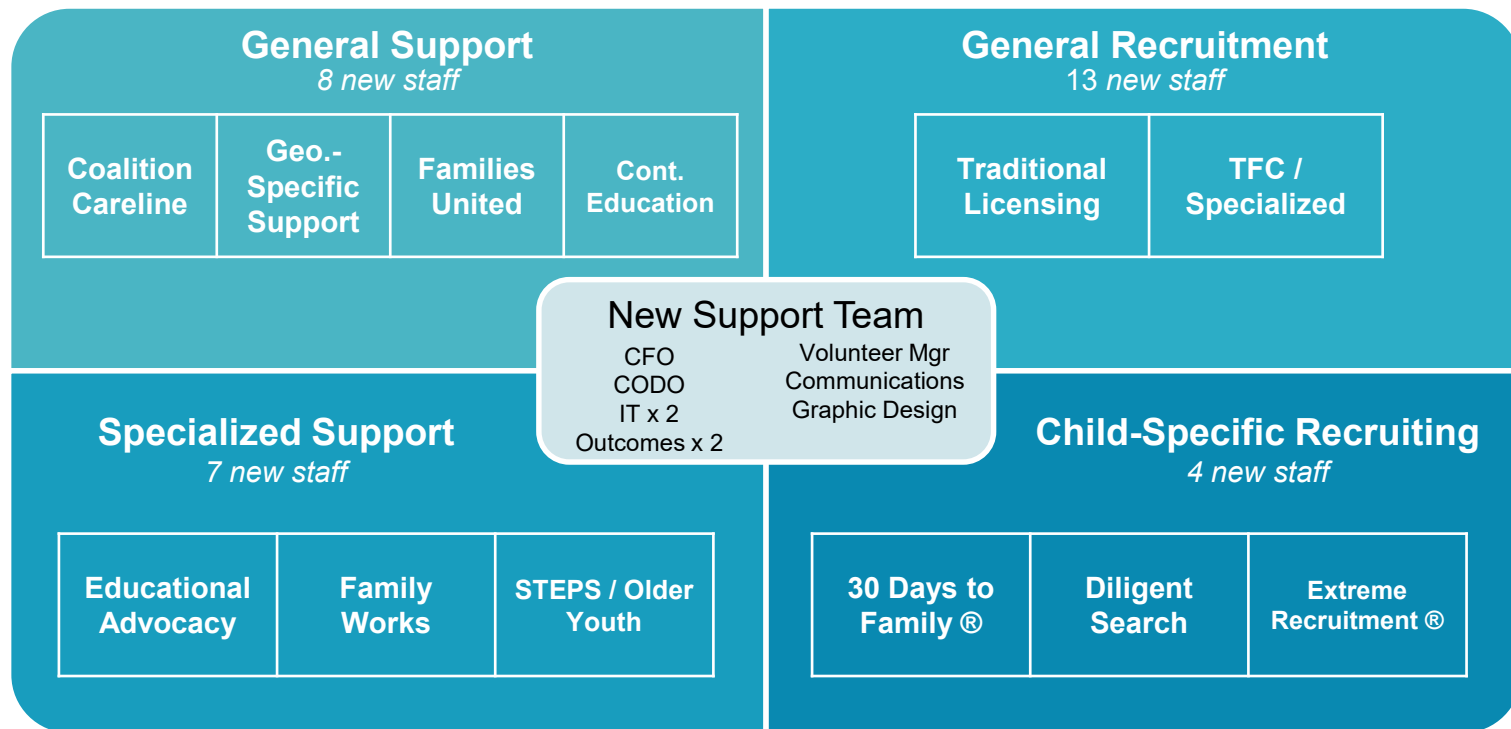 General Support
8 new staff
Coalition
Careline
Geo.-
Specific
Support
Families
United
Cont.
Education
General Recruitment
13 new staff
Traditional
Licensing
TFC /
Specialized
New Support Team
CFO
CODO
IT x 2
Outcomes x 2
Volunteer Mgr
Communications
Graphic Design
Specialized Support
7 new staff
Educational
Advocacy
Family
Works
STEPS / Older
Youth
Child-Specific Recruiting
4 new staff
30 Days to
Family ®
Diligent
Search
Extreme
Recruitment ®